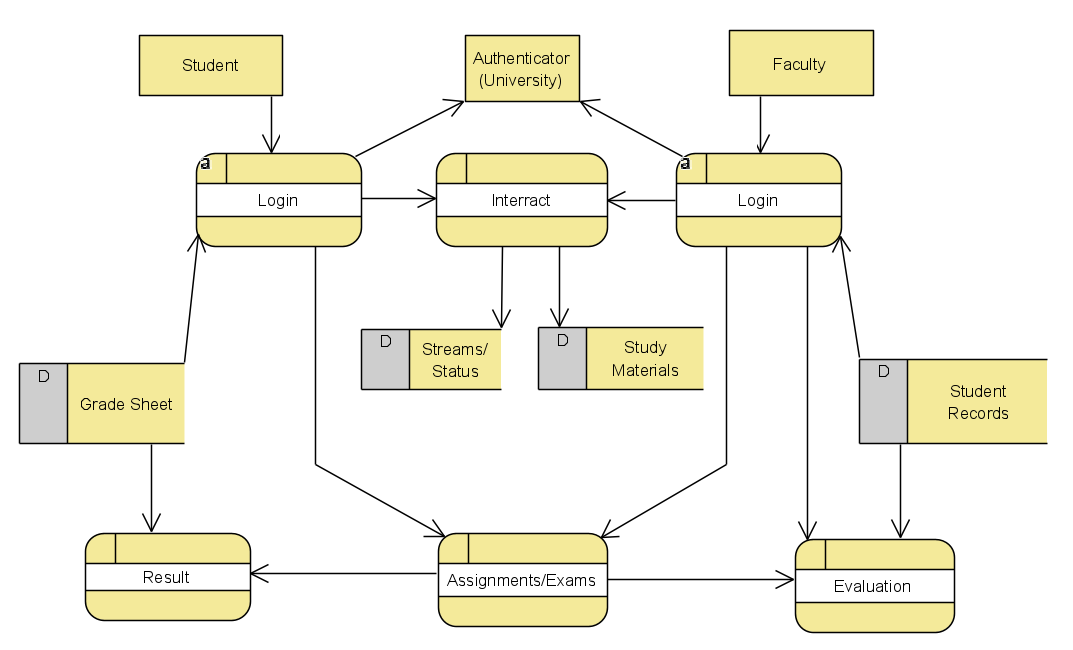 Student
Authenticator
(University)
Faculty
a
a
Login
Interract
Login
D
Streams/
Status
D
Study
Materials
D
Grade Sheet
D
Student
Records
Result
Assignments/Exams
Evaluation